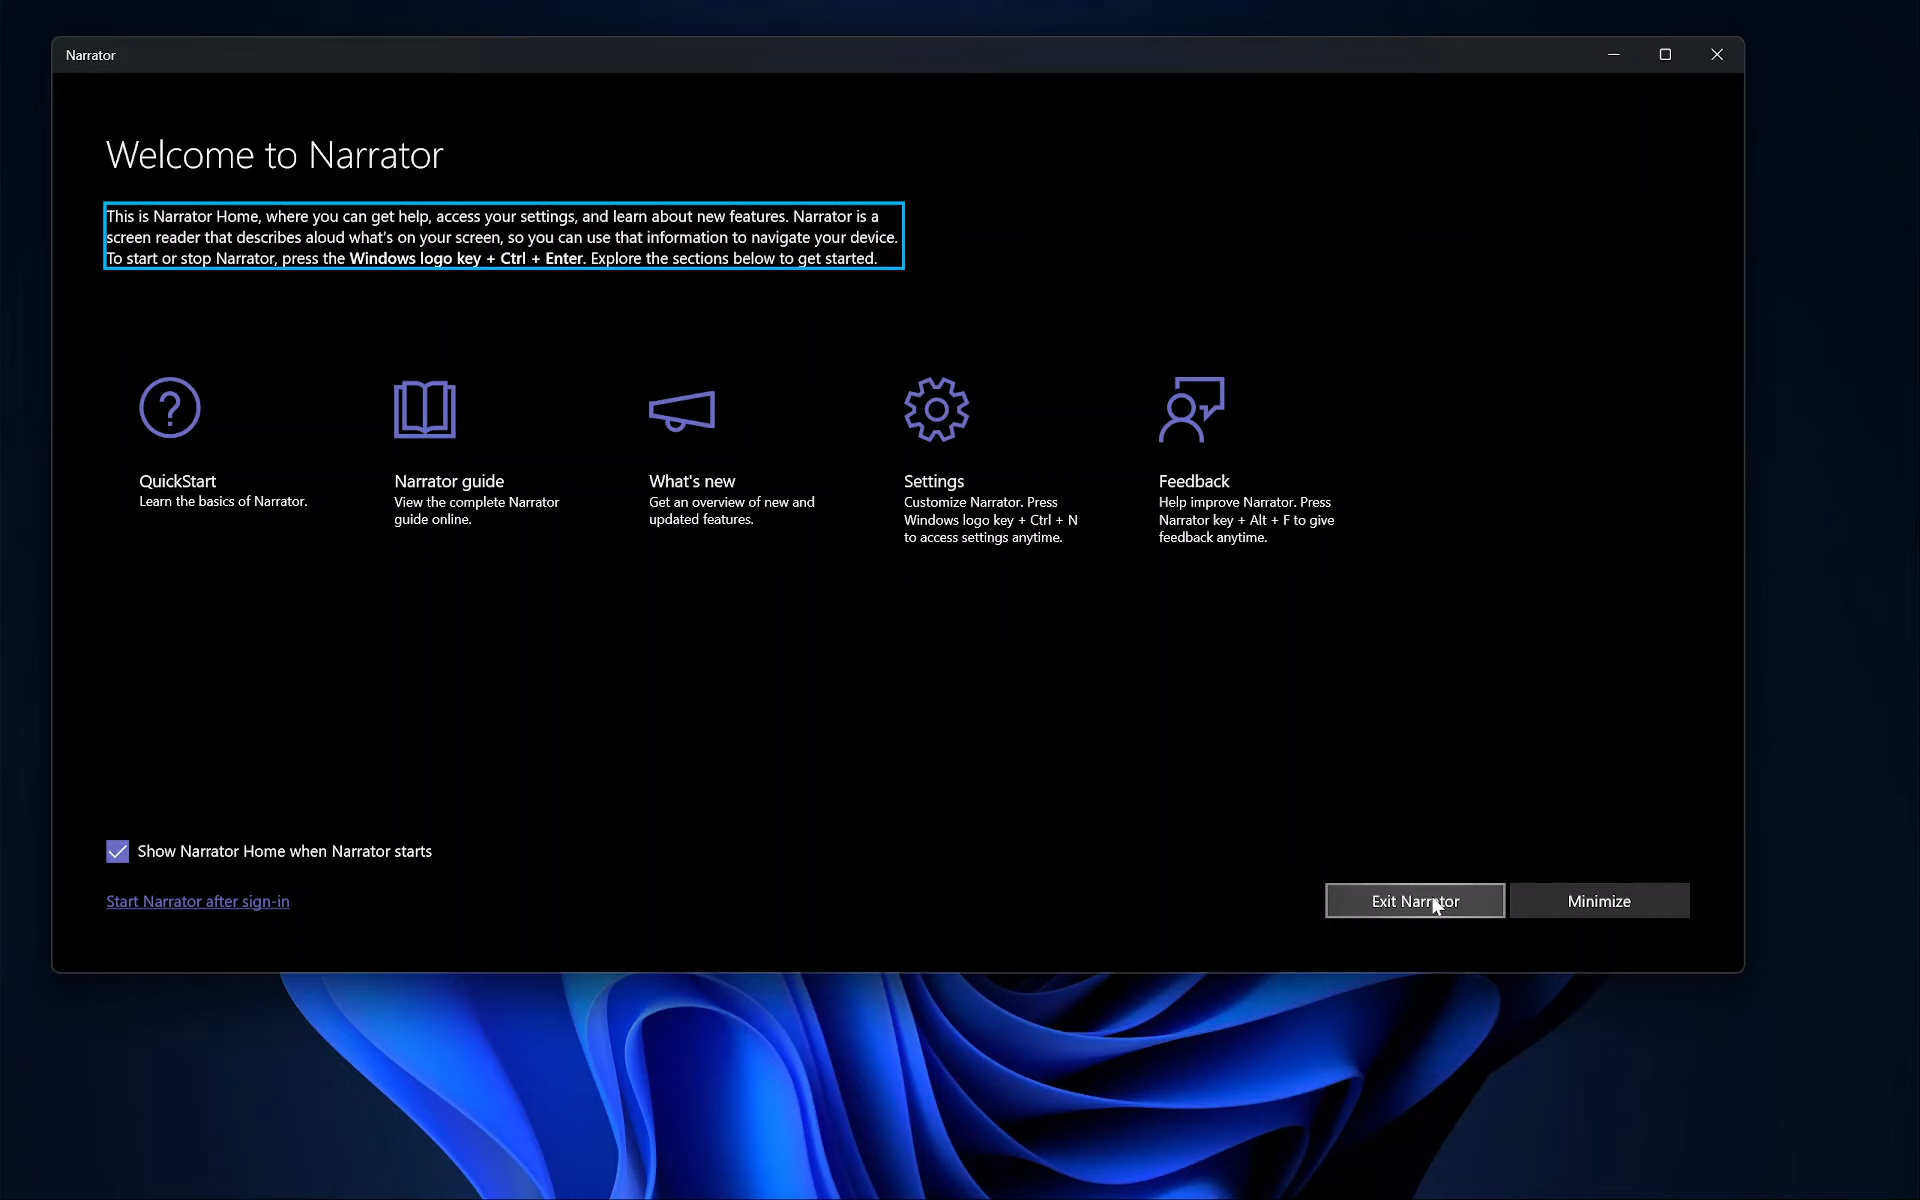 Narrator
Welcome to Narrator
This is Narrator Home, where you can get help, access your settings, and learn about new features. Narrator is a
screen reader that describes aloud what's on your screen, so you can use that information to navigate your device.
To start or stop Narrator, press the Windows logo key + Ctrl + Enter. Explore the sections below to get started.
QuickStart
Learn the basics of Narrator.
Narrator guide
View the complete Narrator
guide online.
What's new
Get an overview of new and
updated features.
Settings
Customize Narrator. Press
Windows logo key + Ctrl + N
to access settings anytime.
Feedback
Help improve Narrator. Press
Narrator key + Alt + F to give
feedback anytime.
Show Narrator Home when Narrator starts
Start Narrator after sign-in
Exit Narrator
Minimize